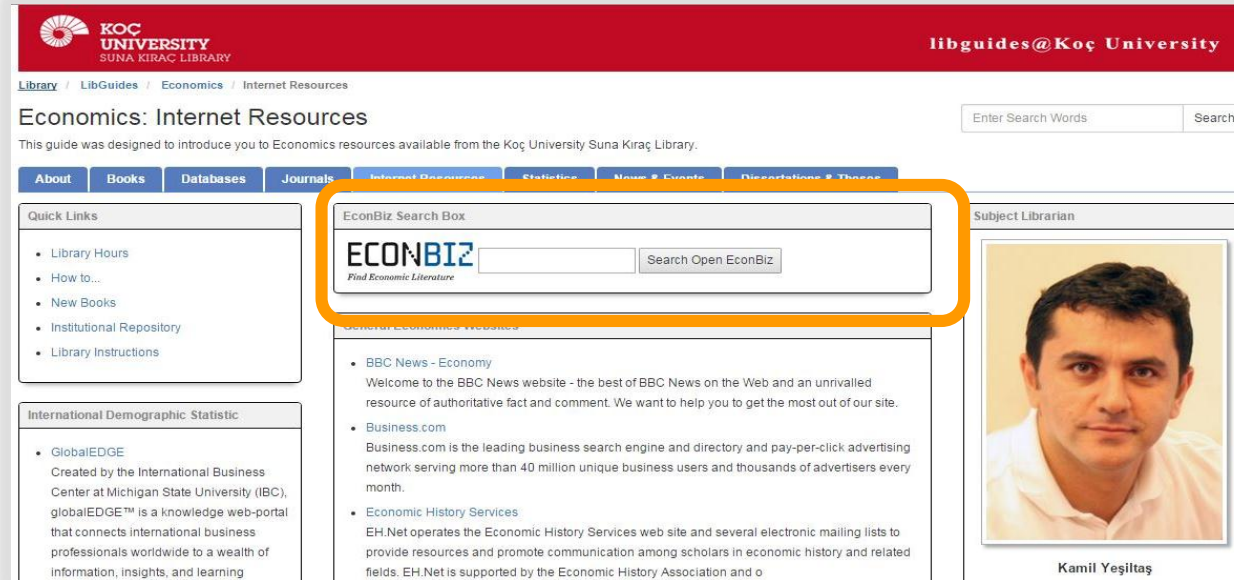 KOÇ
UNIVERSITY
SUNA KIRAÇ LIBRARY
libguides@Koç University
Library / LibGuides / Economics / Internet Resources
Economics: Internet Resources
Enter Search Words
Search
This guide was designed to introduce you to Economics resources available from the Koç University Suna Kıraç Library.
About Books Databases Journals Internet Resources Statistics News & Events Dissertations & Theses
Quick Links
• Library Hours
• How to...
• New Books
• Institutional Repository
• Library Instructions
International Demographic Statistic
• GlobalEDGE
Created by the International Business
Center at Michigan State University (IBC),
globalEDGE™ is a knowledge web-portal
that connects international business
professionals worldwide to a wealth of
information, insights, and learning
EconBiz Search Box
ECONBIZ
Find Economic Literature
Search Open EconBiz
General Economics Websites
• BBC News - Economy
Welcome to the BBC News website - the best of BBC News on the Web and an unrivalled
resource of authoritative fact and comment. We want to help you to get the most out of our site.
• Business.com
Business.com is the leading business search engine and directory and pay-per-click advertising
network serving more than 40 million unique business users and thousands of advertisers every
month.
• Economic History Services
EH.Net operates the Economic History Services web site and several electronic mailing lists to
provide resources and promote communication among scholars in economic history and related
fields. EH.Net is supported by the Economic History Association and o
Subject Librarian
Kamil Yeşiltaş